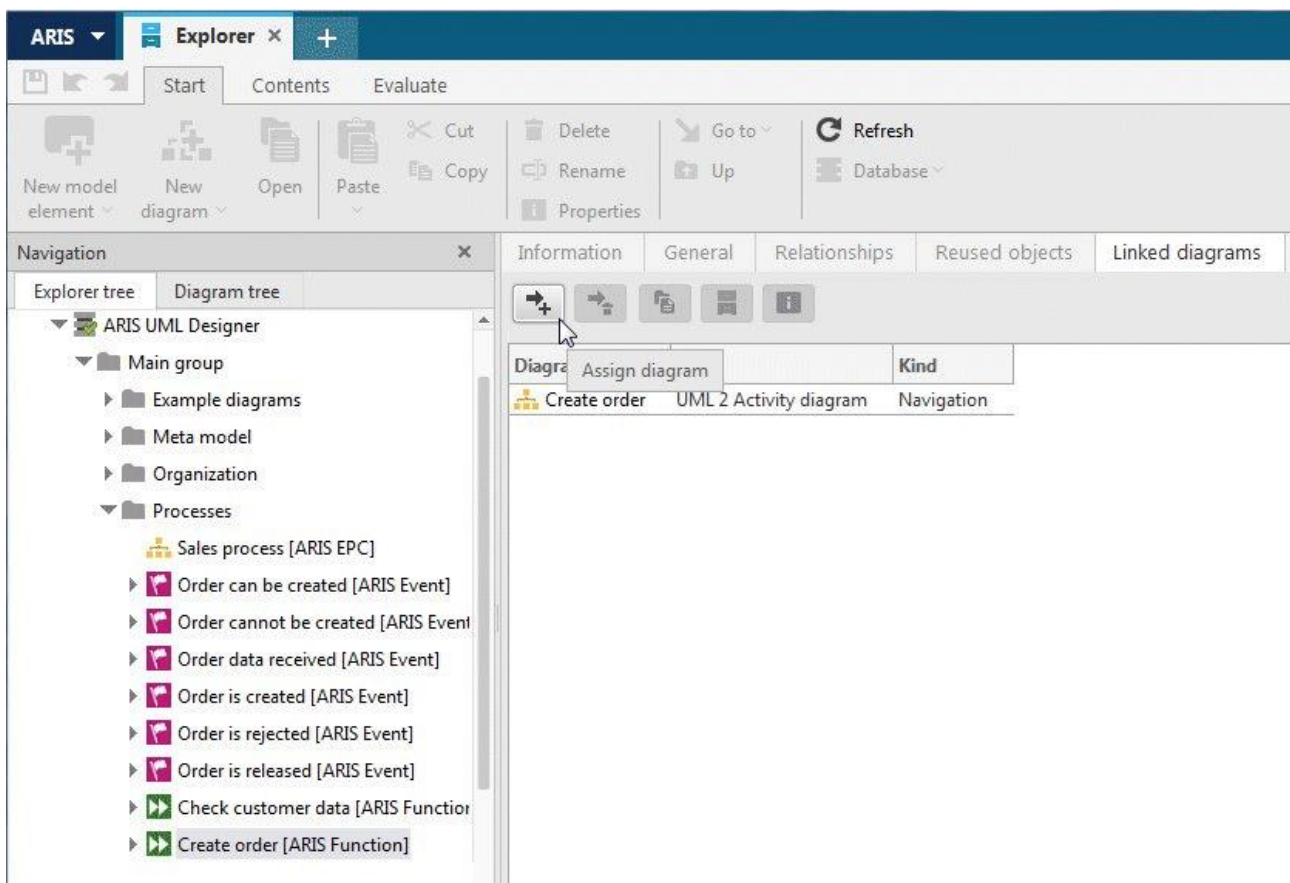 ARIS Explorer
Start Contents Evaluate
Cut Delete Go to Refresh
Copy Rename Up Database
New model element New diagram Open Paste
Properties
Navigation
Explorer tree Diagram tree
ARIS UML Designer
Main group
Example diagrams
Meta model
Organization
Processes
Sales process [ARIS EPC]
Order can be created [ARIS Event]
Order cannot be created [ARIS Event
Order data received [ARIS Event]
Order is created [ARIS Event]
Order is rejected [ARIS Event]
Order is released [ARIS Event]
Check customer data [ARIS Function
Create order [ARIS Function]
Information General Relationships Reused objects Linked diagrams
Assign diagram
Diagra Kind
Create order UML 2 Activity diagram Navigation